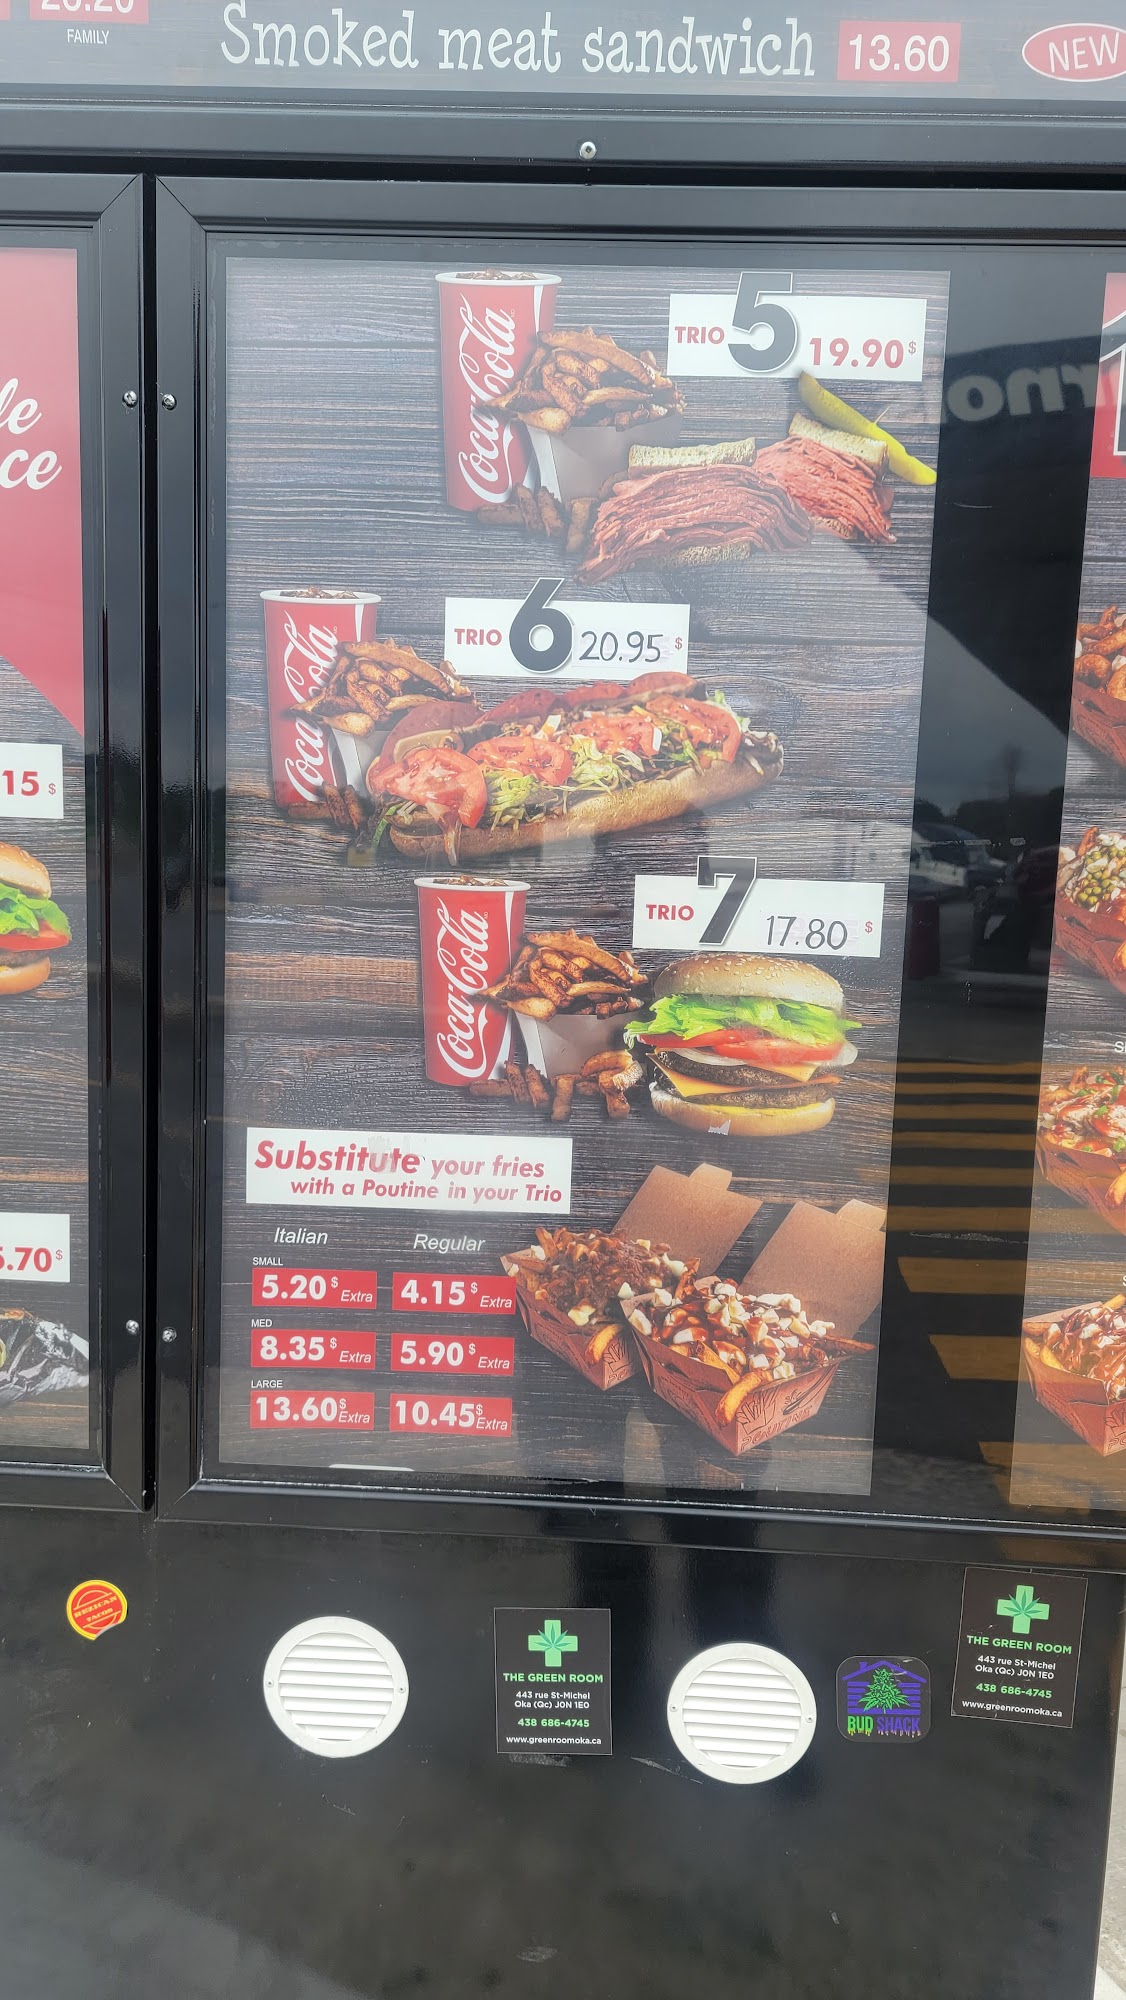 FAMILY
Smoked meat sandwich 13.60
NEW
TRIO 5 19.90$
Coca-Cola
TRIO 6 20.95 $
Coca-Cola
TRIO 7 17.80 $
Coca-Cola
15 $
.70$
Substitute your fries
with a Poutine in your Trio
Italian Regular
SMALL
5.20$ Extra 4.15$ Extra
MED
8.35$ Extra 5.90$ Extra
LARGE
13.60$ Extra 10.45$ Extra
POUTINE
MEXICAN
TACOS
THE GREEN ROOM
443 rue St-Michel
Oka (Qc) J0N 1E0
438 686-4745
www.greenroomoka.ca
BUD SHACK
THE GREEN ROOM
443 rue St-Michel
Oka (Qc) J0N 1E0
438 686-4745
www.greenroomoka.ca